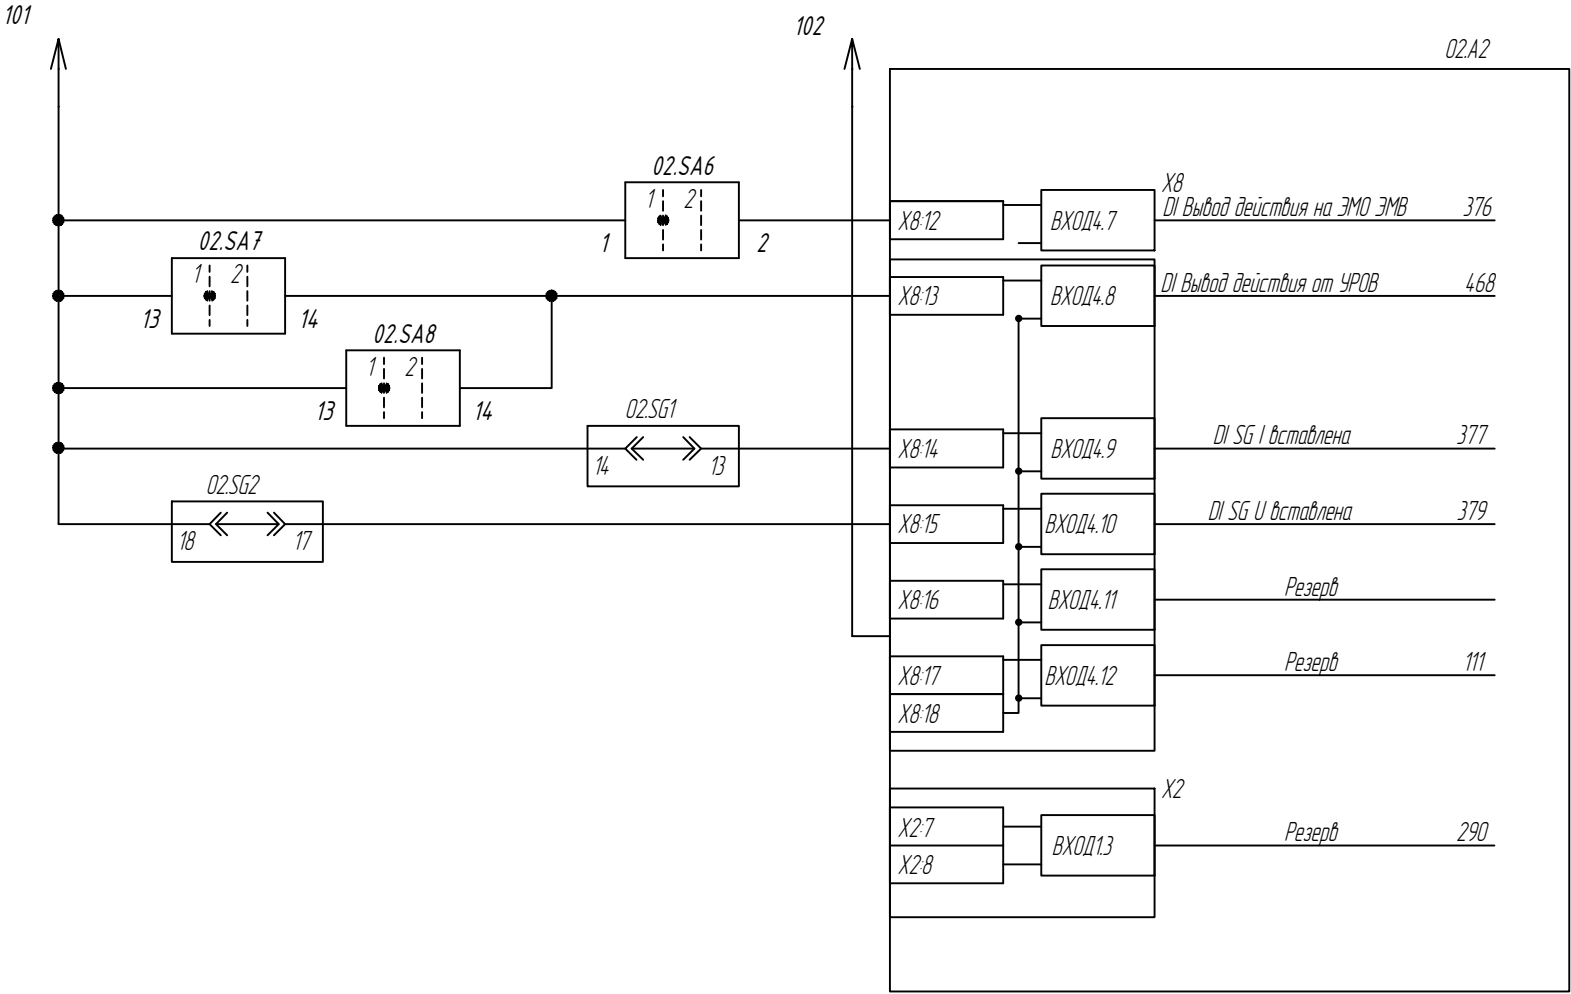 101
102
02.A2
02.SA6
1 2
1
2
X8
X8:12
ВХОД4.7
DI Вывод действия на ЭМО ЭМВ
376
02.SA7
1 2
13
14
X8:13
ВХОД4.8
DI Вывод действия от УРОВ
468
02.SA8
1 2
13
14
02.SG1
14
13
X8:14
ВХОД4.9
DI SG I вставлена
377
02.SG2
18
17
X8:15
ВХОД4.10
DI SG U вставлена
379
X8:16
ВХОД4.11
Резерв
X8:17
ВХОД4.12
Резерв
111
X8:18
X2
X2:7
ВХОД1.3
Резерв
290
X2:8